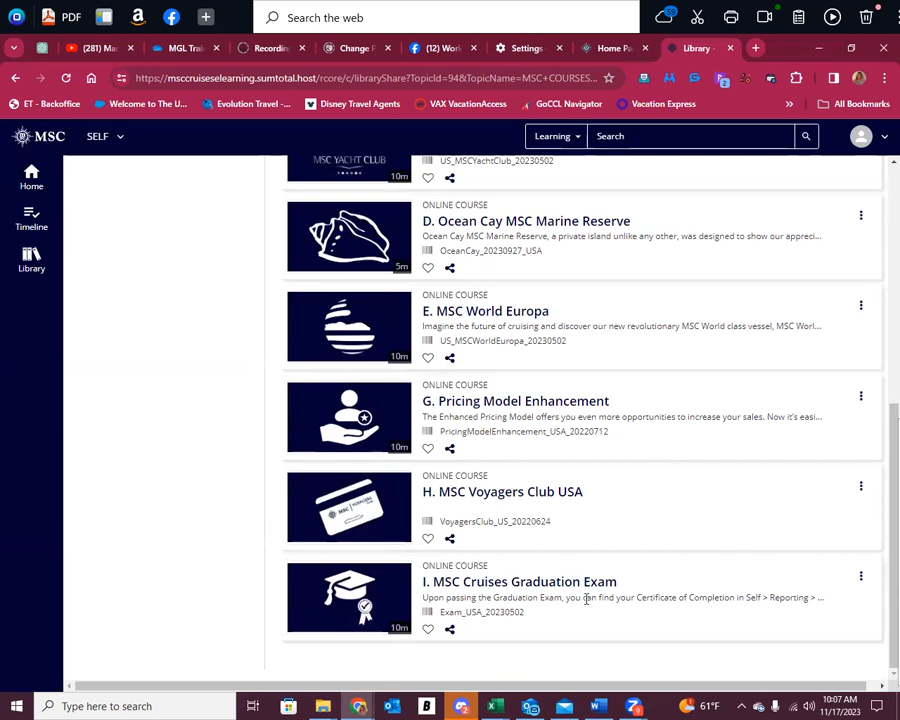 PDF
Search the web
(281) Ma
MGL Trai
Recordin
Change P
(12) Work
Settings
Home Pa
Library -
https://msccruiseselearning.sumtotal.host/rcore/c/libraryShare?TopicId=94&TopicName=MSC+COURSES...
ET - Backoffice
Welcome to The U...
Evolution Travel -...
Disney Travel Agents
VAX VacationAccess
GoCCL Navigator
Vacation Express
All Bookmarks
MSC
SELF
Learning
Search
Home
Timeline
Library
MSC YACHT CLUB
10m
US_MSCYachtClub_20230502
ONLINE COURSE
D. Ocean Cay MSC Marine Reserve
Ocean Cay MSC Marine Reserve, a private island unlike any other, was designed to show our appreci...
OceanCay_20230927_USA
5m
ONLINE COURSE
E. MSC World Europa
Imagine the future of cruising and discover our new revolutionary MSC World class vessel, MSC Worl...
US_MSCWorldEuropa_20230502
10m
ONLINE COURSE
G. Pricing Model Enhancement
The Enhanced Pricing Model offers you even more opportunities to increase your sales. Now it's easi...
PricingModelEnhancement_USA_20220712
10m
ONLINE COURSE
H. MSC Voyagers Club USA
VoyagersClub_US_20220624
10m
ONLINE COURSE
I. MSC Cruises Graduation Exam
Upon passing the Graduation Exam, you can find your Certificate of Completion in Self > Reporting > ...
Exam_USA_20230502
10m
Type here to search
61°F
10:07 AM
11/17/2023